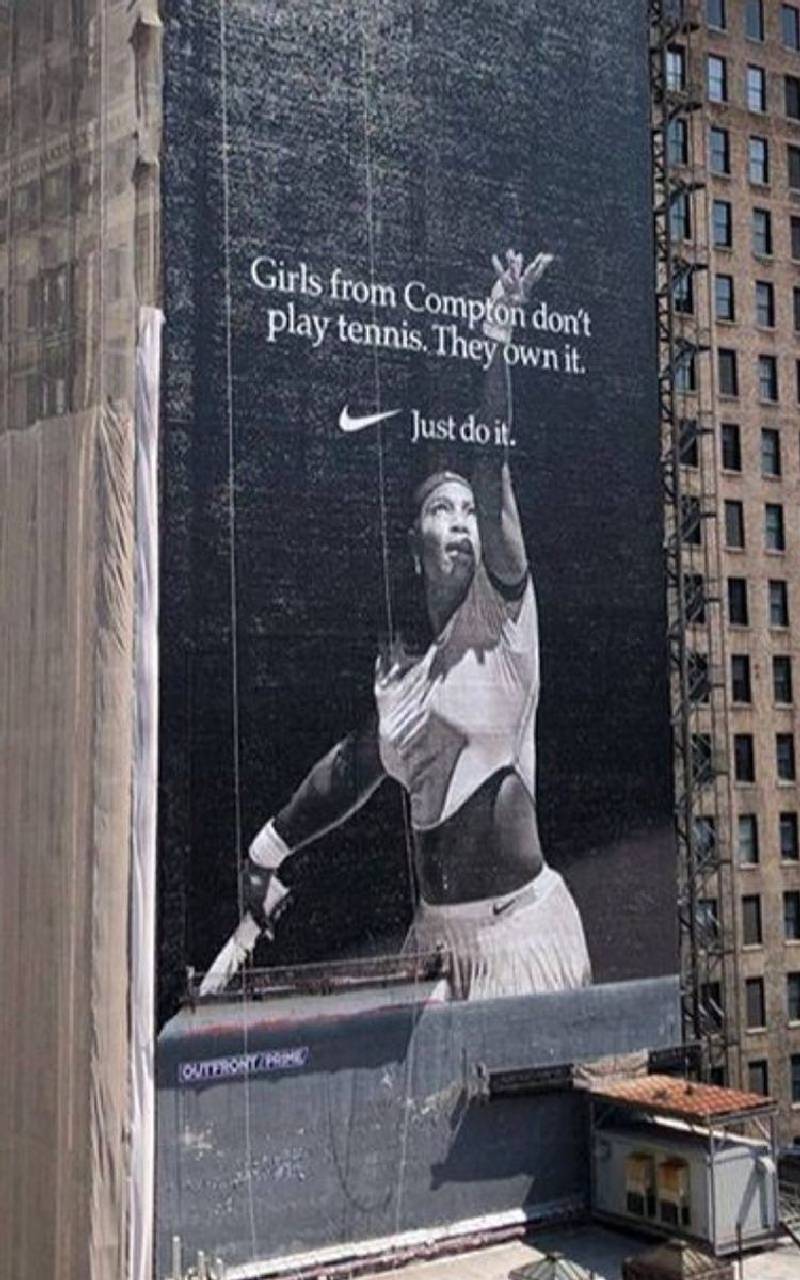 Girls from Compton don't
play tennis. They own it.
Just do it.
OUTFRONT/PRIME